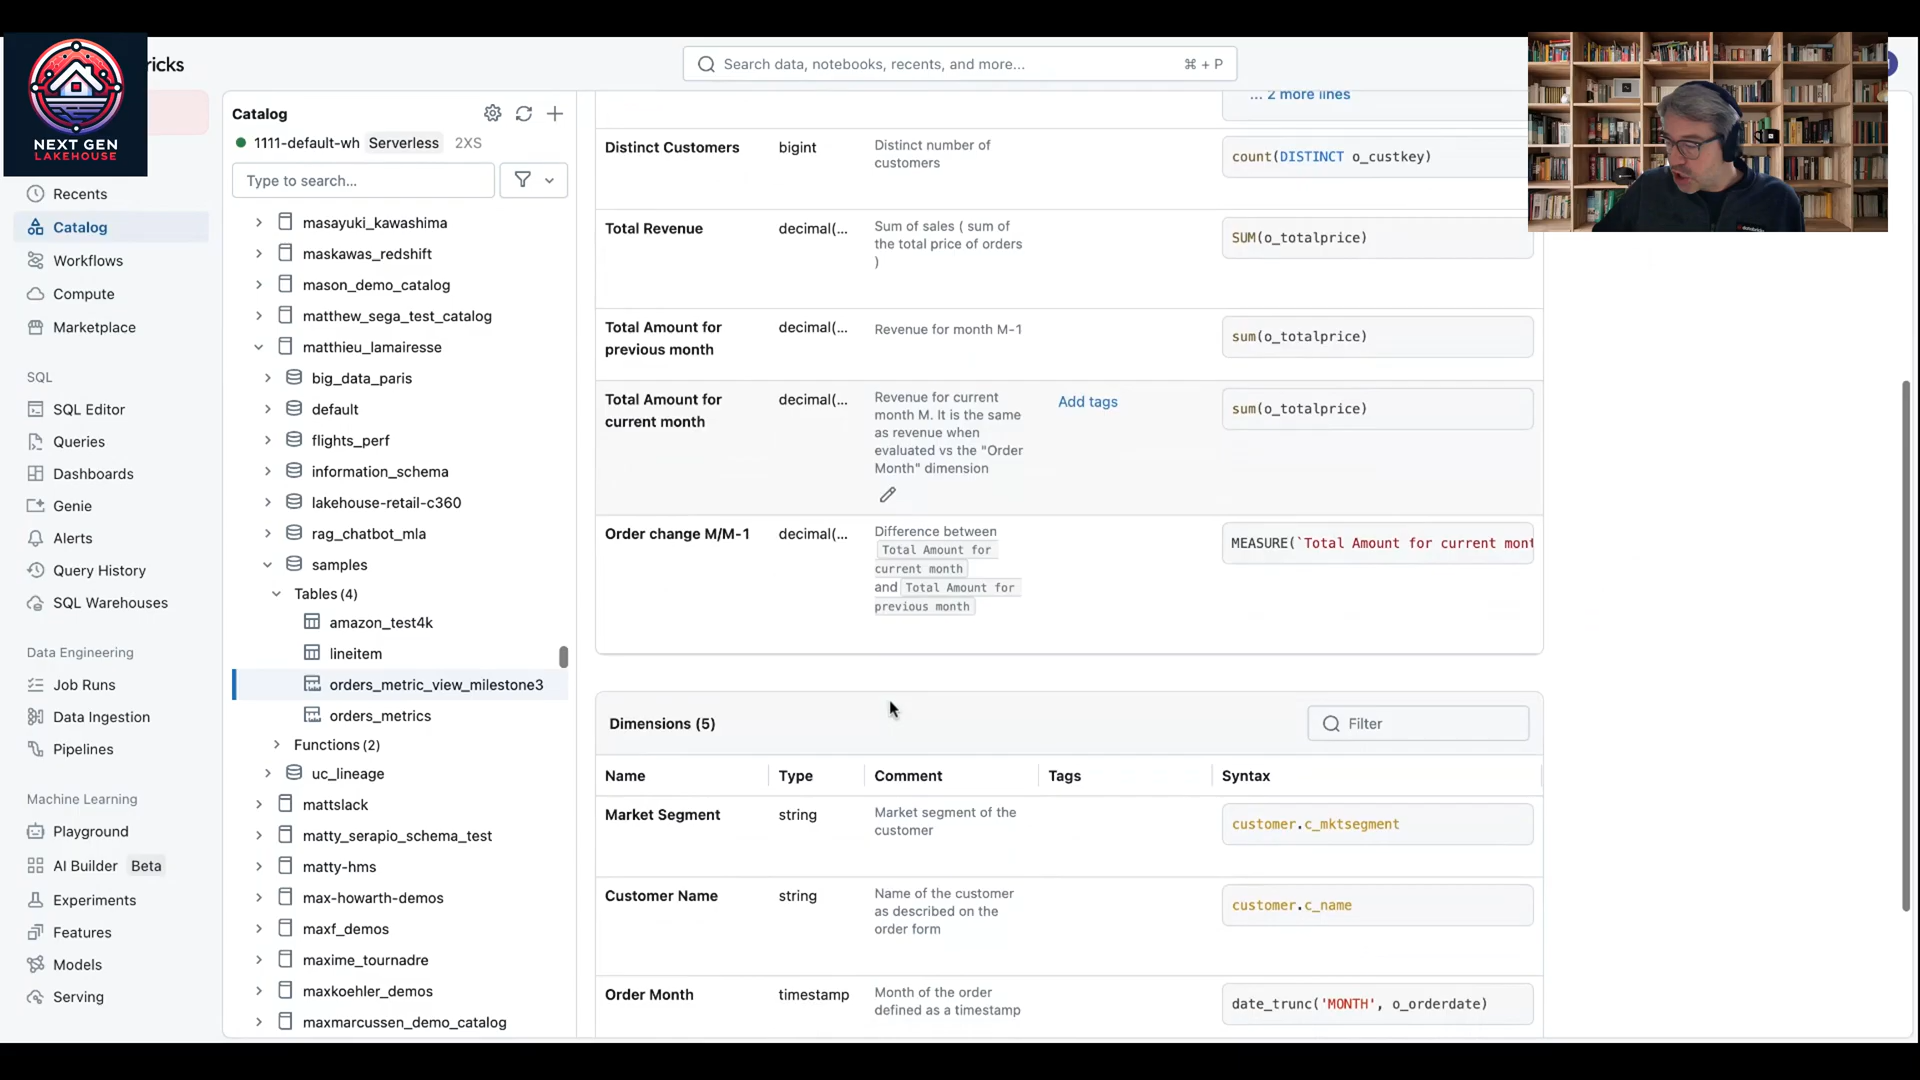 NEXT GEN
LAKEHOUSE
ricks
Search data, notebooks, recents, and more...
⌘ + P
Recents
Catalog
Workflows
Compute
Marketplace
SQL
SQL Editor
Queries
Dashboards
Genie
Alerts
Query History
SQL Warehouses
Data Engineering
Job Runs
Data Ingestion
Pipelines
Machine Learning
Playground
AI Builder Beta
Experiments
Features
Models
Serving
Catalog
1111-default-wh Serverless 2XS
Type to search...
masayuki_kawashima
maskawas_redshift
mason_demo_catalog
matthew_sega_test_catalog
matthieu_lamairesse
big_data_paris
default
flights_perf
information_schema
lakehouse-retail-c360
rag_chatbot_mla
samples
Tables (4)
amazon_test4k
lineitem
orders_metric_view_milestone3
orders_metrics
Functions (2)
uc_lineage
mattslack
matty_serapio_schema_test
matty-hms
max-howarth-demos
maxf_demos
maxime_tournadre
maxkoehler_demos
maxmarcussen_demo_catalog
... 2 more lines
Distinct Customers
bigint
Distinct number of
customers
count(DISTINCT o_custkey)
Total Revenue
decimal(...
Sum of sales ( sum of
the total price of orders
)
SUM(o_totalprice)
Total Amount for
previous month
decimal(...
Revenue for month M-1
sum(o_totalprice)
Total Amount for
current month
decimal(...
Revenue for current
month M. It is the same
as revenue when
evaluated vs the "Order
Month" dimension
Add tags
sum(o_totalprice)
Order change M/M-1
decimal(...
Difference between
Total Amount for
current month
and Total Amount for
previous month
MEASURE(`Total Amount for current mont
Dimensions (5)
Filter
Name
Type
Comment
Tags
Syntax
Market Segment
string
Market segment of the
customer
customer.c_mktsegment
Customer Name
string
Name of the customer
as described on the
order form
customer.c_name
Order Month
timestamp
Month of the order
defined as a timestamp
date_trunc('MONTH', o_orderdate)